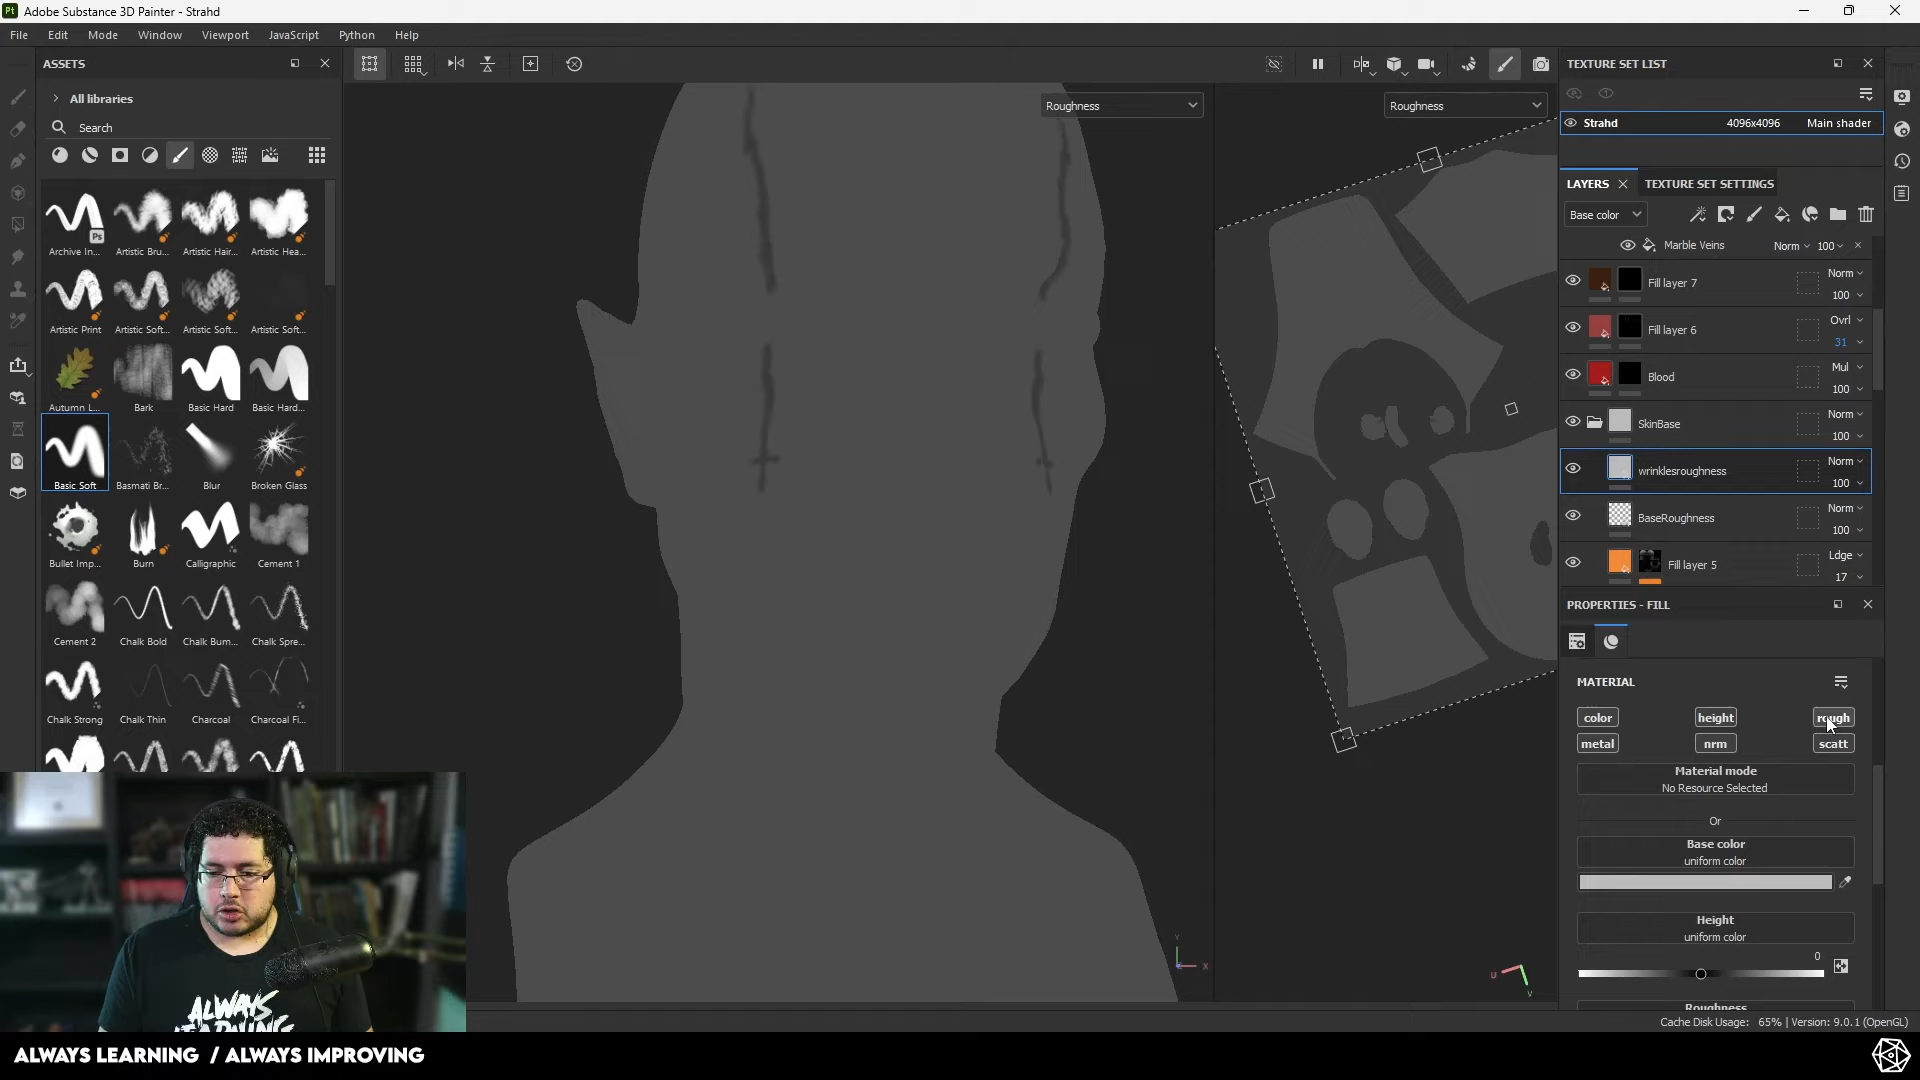 Pt Adobe Substance 3D Painter - Strahd
File Edit Mode Window Viewport JavaScript Python Help
ASSETS
All libraries
Search
Archive In... Artistic Bru... Artistic Hair... Artistic Hea...
Ps
Artistic Print Artistic Soft... Artistic Soft... Artistic Soft...
Autumn L... Bark Basic Hard Basic Hard...
Basic Soft Basmati Br... Blur Broken Glass
Bullet Imp... Burn Calligraphic Cement 1
Cement 2 Chalk Bold Chalk Bum... Chalk Spre...
Chalk Strong Chalk Thin Charcoal Charcoal Fi...
Roughness
Roughness
Y
X
U
V
TEXTURE SET LIST
Strahd 4096x4096 Main shader
LAYERS TEXTURE SET SETTINGS
Base color
Marble Veins Norm 100
Fill layer 7 Norm 100
Fill layer 6 Ovrl 31
Blood Mul 100
SkinBase Norm 100
wrinklesroughness Norm 100
BaseRoughness Norm 100
Fill layer 5 Ldge 17
PROPERTIES - FILL
MATERIAL
color height rough
metal nrm scatt
Material mode
No Resource Selected
Or
Base color
uniform color
Height
uniform color
0
Roughness
Cache Disk Usage: 65% | Version: 9.0.1 (OpenGL)
ALWAYS
LEARNING
ALWAYS LEARNING / ALWAYS IMPROVING